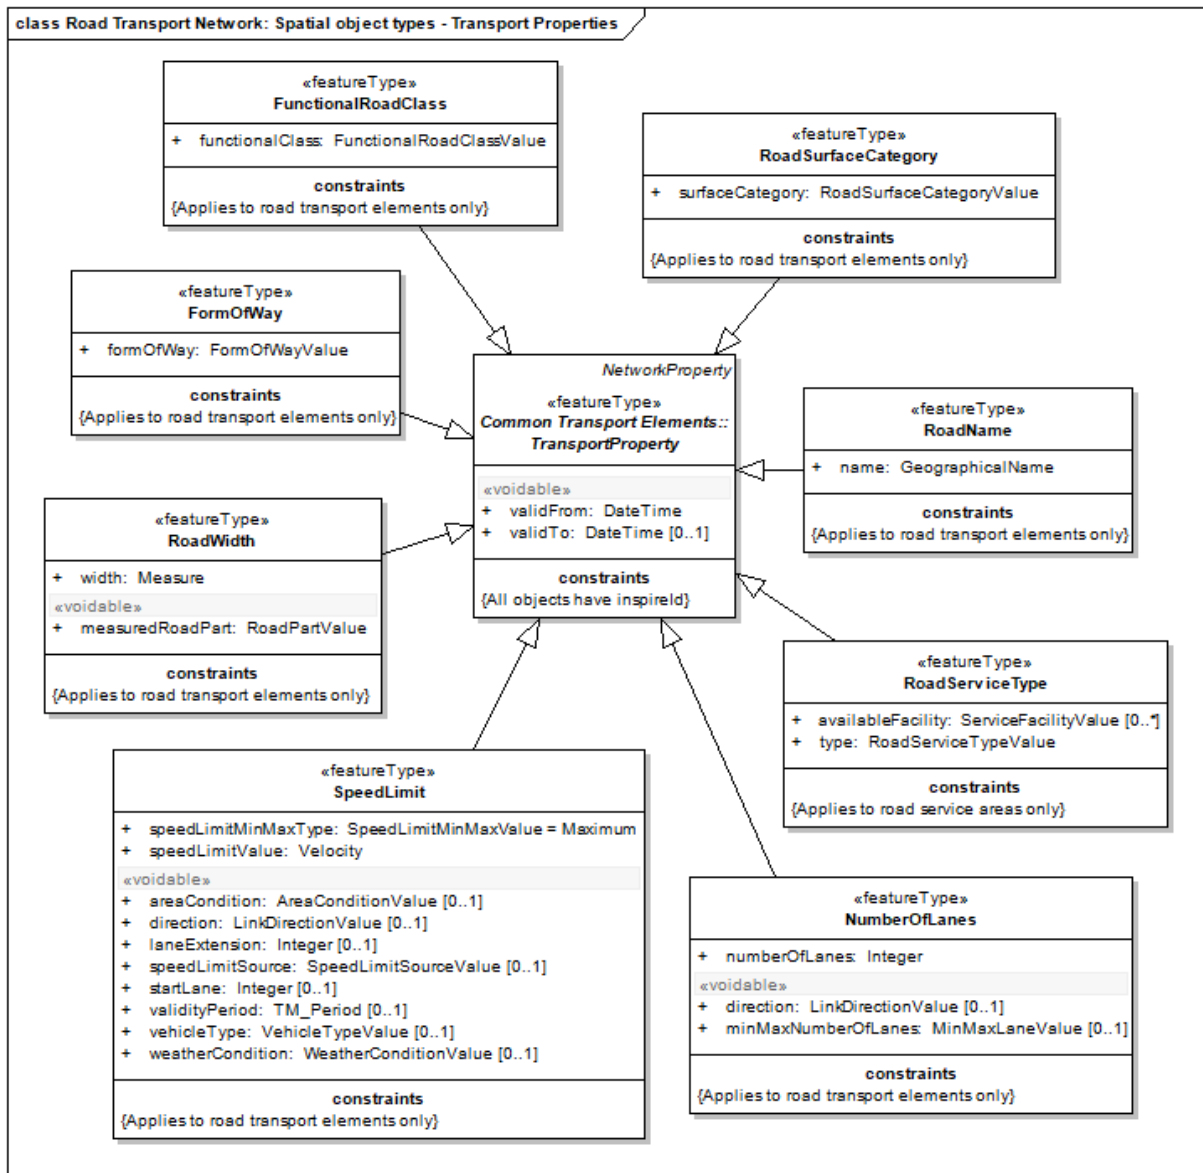 class Road Transport Network: Spatial object types - Transport Properties
«featureType»
FunctionalRoadClass
+ functionalClass: FunctionalRoadClassValue
constraints
{Applies to road transport elements only}
«featureType»
RoadSurfaceCategory
+ surfaceCategory: RoadSurfaceCategoryValue
constraints
{Applies to road transport elements only}
«featureType»
FormOfWay
+ formOfWay: FormOfWayValue
constraints
{Applies to road transport elements only}
NetworkProperty
«featureType»
Common Transport Elements::
TransportProperty
«voidable»
+ validFrom: DateTime
+ validTo: DateTime [0..1]
constraints
{All objects have inspireId}
«featureType»
RoadName
+ name: GeographicalName
constraints
{Applies to road transport elements only}
«featureType»
RoadWidth
+ width: Measure
«voidable»
+ measuredRoadPart: RoadPartValue
constraints
{Applies to road transport elements only}
«featureType»
RoadServiceType
+ availableFacility: ServiceFacilityValue [0..*]
+ type: RoadServiceTypeValue
constraints
{Applies to road service areas only}
«featureType»
SpeedLimit
+ speedLimitMinMaxType: SpeedLimitMinMaxValue = Maximum
+ speedLimitValue: Velocity
«voidable»
+ areaCondition: AreaConditionValue [0..1]
+ direction: LinkDirectionValue [0..1]
+ laneExtension: Integer [0..1]
+ speedLimitSource: SpeedLimitSourceValue [0..1]
+ startLane: Integer [0..1]
+ validityPeriod: TM_Period [0..1]
+ vehicleType: VehicleTypeValue [0..1]
+ weatherCondition: WeatherConditionValue [0..1]
constraints
{Applies to road transport elements only}
«featureType»
NumberOfLanes
+ numberOfLanes: Integer
«voidable»
+ direction: LinkDirectionValue [0..1]
+ minMaxNumberOfLanes: MinMaxLaneValue [0..1]
constraints
{Applies to road transport elements only}